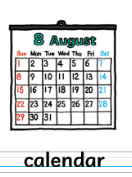 8 August
Sun Mon Tue Wed Thu Fri Sat
1 2 3 4 5 6 7
8 9 10 11 12 13 14
15 16 17 18 19 20 21
22 23 24 25 26 27 28
29 30 31
calendar